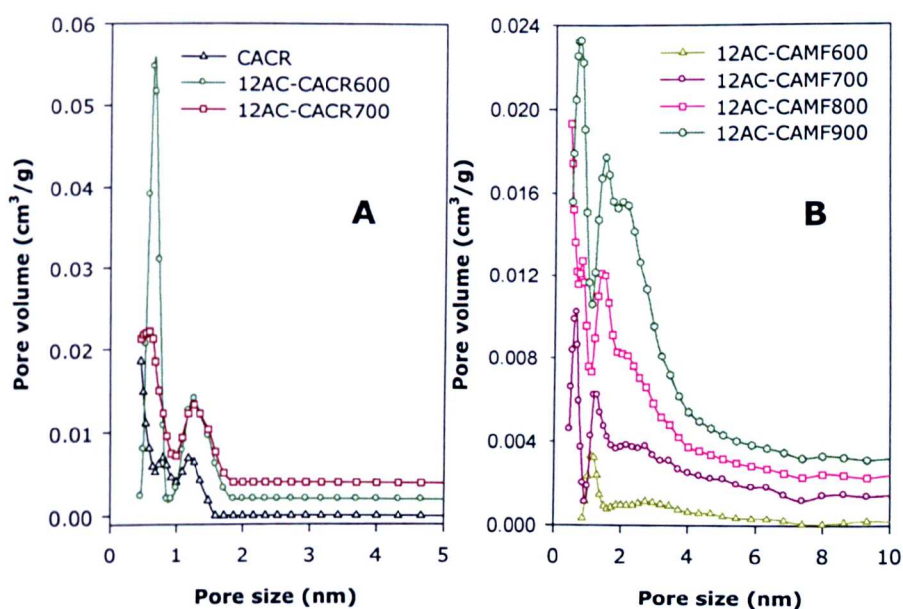 0.06
0.05
0.04
0.03
0.02
0.01
0.00
Pore volume (cm³/g)
CACR
12AC-CACR600
12AC-CACR700
A
0 1 2 3 4 5
Pore size (nm)
0.024
0.020
0.016
0.012
0.008
0.004
0.000
Pore volume (cm³/g)
12AC-CAMF600
12AC-CAMF700
12AC-CAMF800
12AC-CAMF900
B
0 2 4 6 8 10
Pore size (nm)